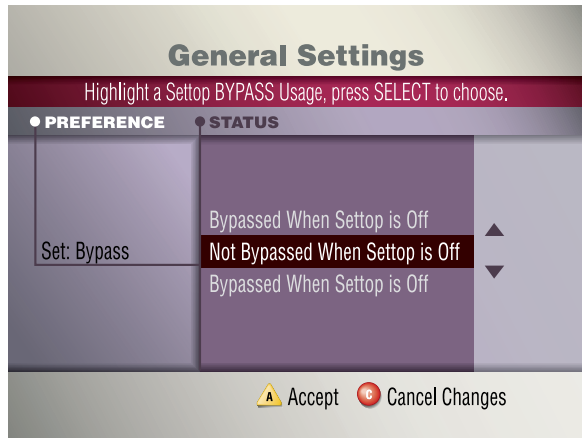 General Settings
Highlight a Settop BYPASS Usage, press SELECT to choose.
PREFERENCE STATUS
Bypassed When Settop is Off
Set: Bypass Not Bypassed When Settop is Off
Bypassed When Settop is Off
A Accept C Cancel Changes